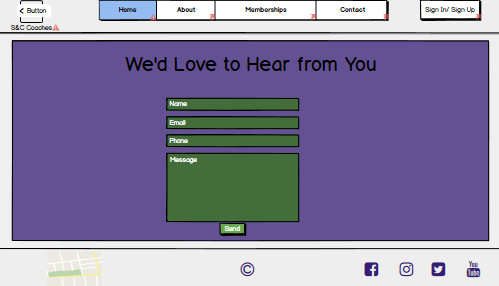 Button
Home
About
Memberships
Contact
Sign In/ Sign Up
S&C Coaches
We'd Love to Hear from You
Name
Email
Phone
Message
Send
©
You
Tube